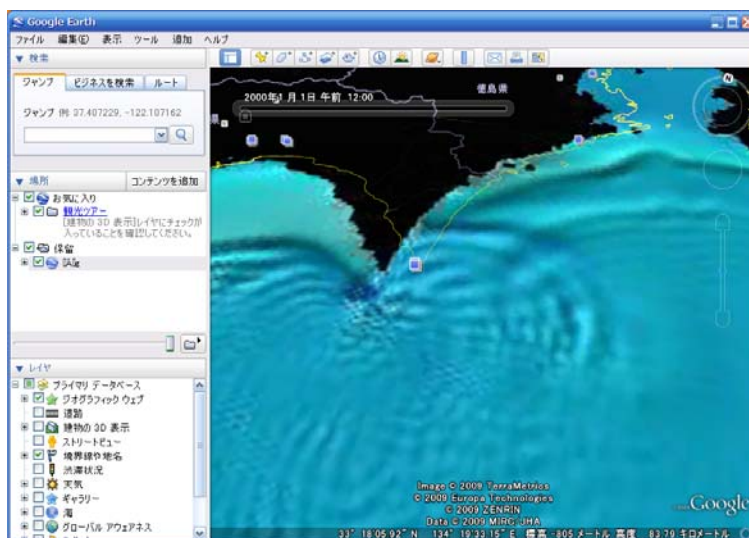 Google Earth
ファイル 編集(E) 表示 ツール 追加 ヘルプ
検索
ジャンプ ビジネスを検索 ルート
ジャンプ 例: 37.407229, -122.107162
場所 コンテンツを追加
お気に入り
観光ツアー
[建物の 3D 表示]レイヤにチェックが
入っていることを確認してください。
保留
レイヤ
プライマリ データベース
ジオグラフィック ウェブ
道路
建物の 3D 表示
ストリートビュー
境界線や地名
渋滞状況
天気
ギャラリー
海
グローバル アウェアネス
2000年1月 1日 午前 12:00
徳島県
県
N
Image © 2009 TerraMetrics
© 2009 Europa Technologies
© 2009 ZENRIN
Data © 2009 MIRC/JHA
Google
33° 18'05.92" N 134° 19'33.15" E 標高 -805 メートル 高度 83.79 キロメートル